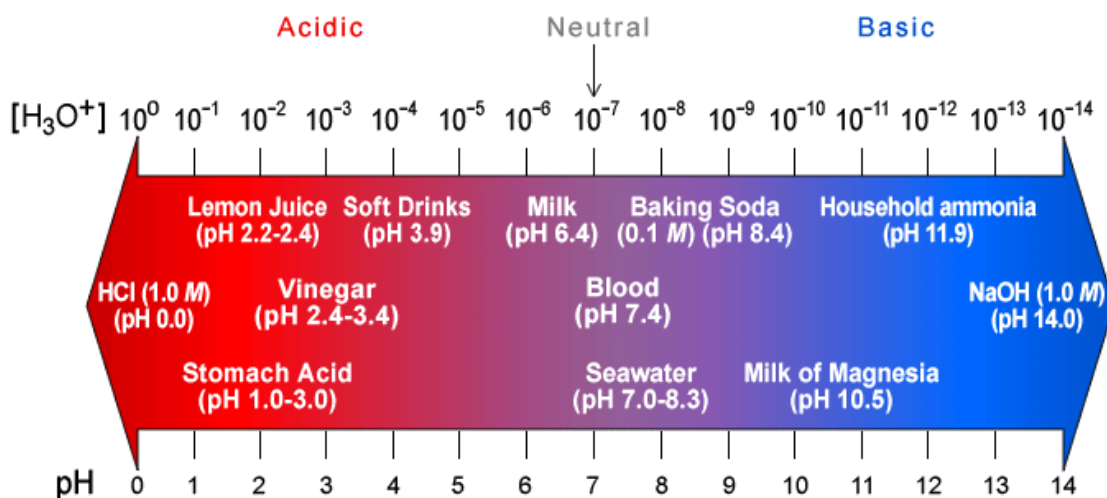 Acidic Neutral Basic
[H₃O⁺] 10⁰ 10⁻¹ 10⁻² 10⁻³ 10⁻⁴ 10⁻⁵ 10⁻⁶ 10⁻⁷ 10⁻⁸ 10⁻⁹ 10⁻¹⁰ 10⁻¹¹ 10⁻¹² 10⁻¹³ 10⁻¹⁴
Lemon Juice Soft Drinks Milk Baking Soda Household ammonia
(pH 2.2-2.4) (pH 3.9) (pH 6.4) (0.1 M) (pH 8.4) (pH 11.9)
HCl (1.0 M) Vinegar Blood NaOH (1.0 M)
(pH 0.0) (pH 2.4-3.4) (pH 7.4) (pH 14.0)
Stomach Acid Seawater Milk of Magnesia
(pH 1.0-3.0) (pH 7.0-8.3) (pH 10.5)
pH 0 1 2 3 4 5 6 7 8 9 10 11 12 13 14